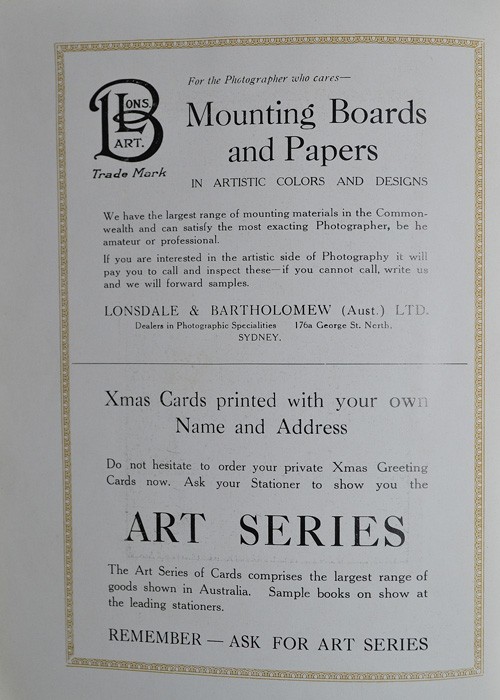 For the Photographer who cares—
B
LONS.
ART.
Trade Mark
Mounting Boards
and Papers
IN ARTISTIC COLORS AND DESIGNS
We have the largest range of mounting materials in the Common-
wealth and can satisfy the most exacting Photographer, be he
amateur or professional.
If you are interested in the artistic side of Photography it will
pay you to call and inspect these—if you cannot call, write us
and we will forward samples.
LONSDALE & BARTHOLOMEW (Aust.) LTD.
Dealers in Photographic Specialities 176a George St. North,
SYDNEY.
Xmas Cards printed with your own
Name and Address
Do not hesitate to order your private Xmas Greeting
Cards now. Ask your Stationer to show you the
ART SERIES
The Art Series of Cards comprises the largest range of
goods shown in Australia. Sample books on show at
the leading stationers.
REMEMBER — ASK FOR ART SERIES